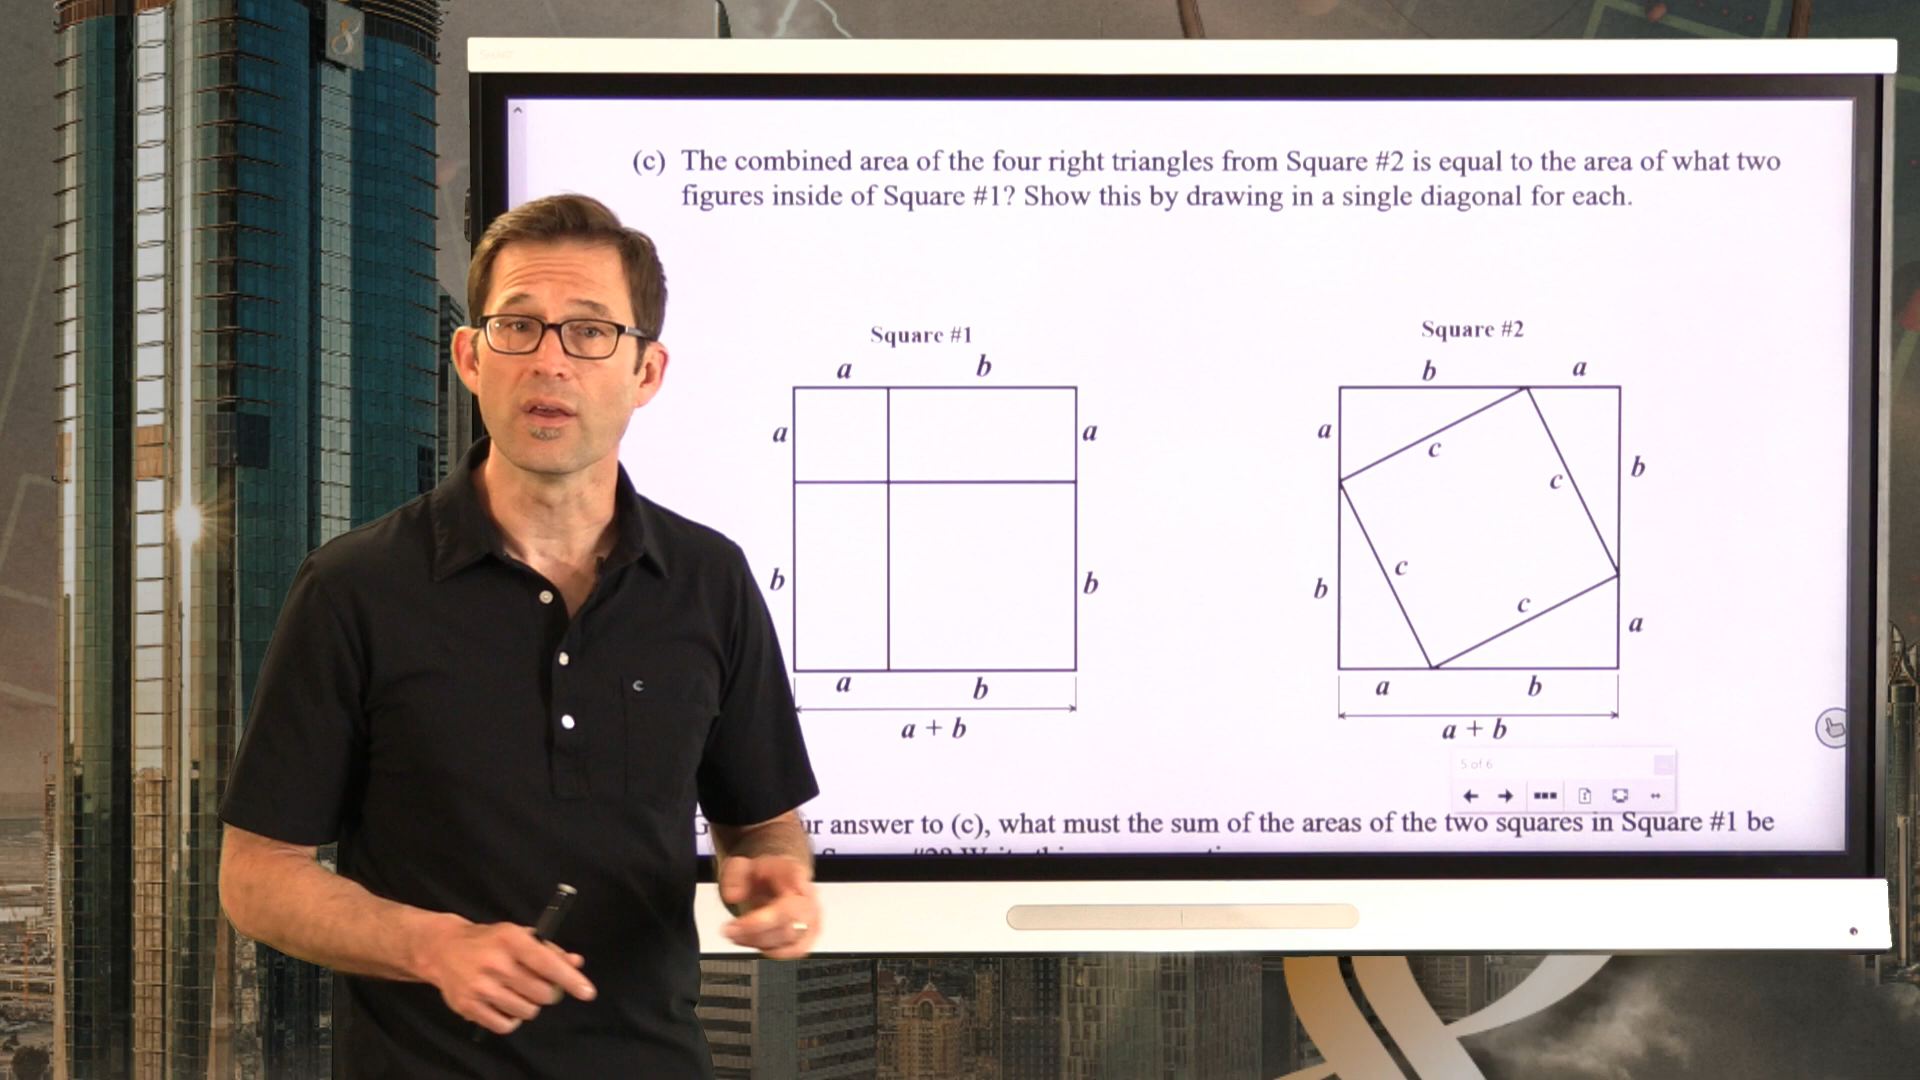 (c) The combined area of the four right triangles from Square #2 is equal to the area of what two
figures inside of Square #1? Show this by drawing in a single diagonal for each.
Square #1
a b
a a
b b
a b
a + b
Square #2
b a
a c
c b
b c
c a
a b
a + b
5 of 6
answer to (c), what must the sum of the areas of the two squares in Square #1 be